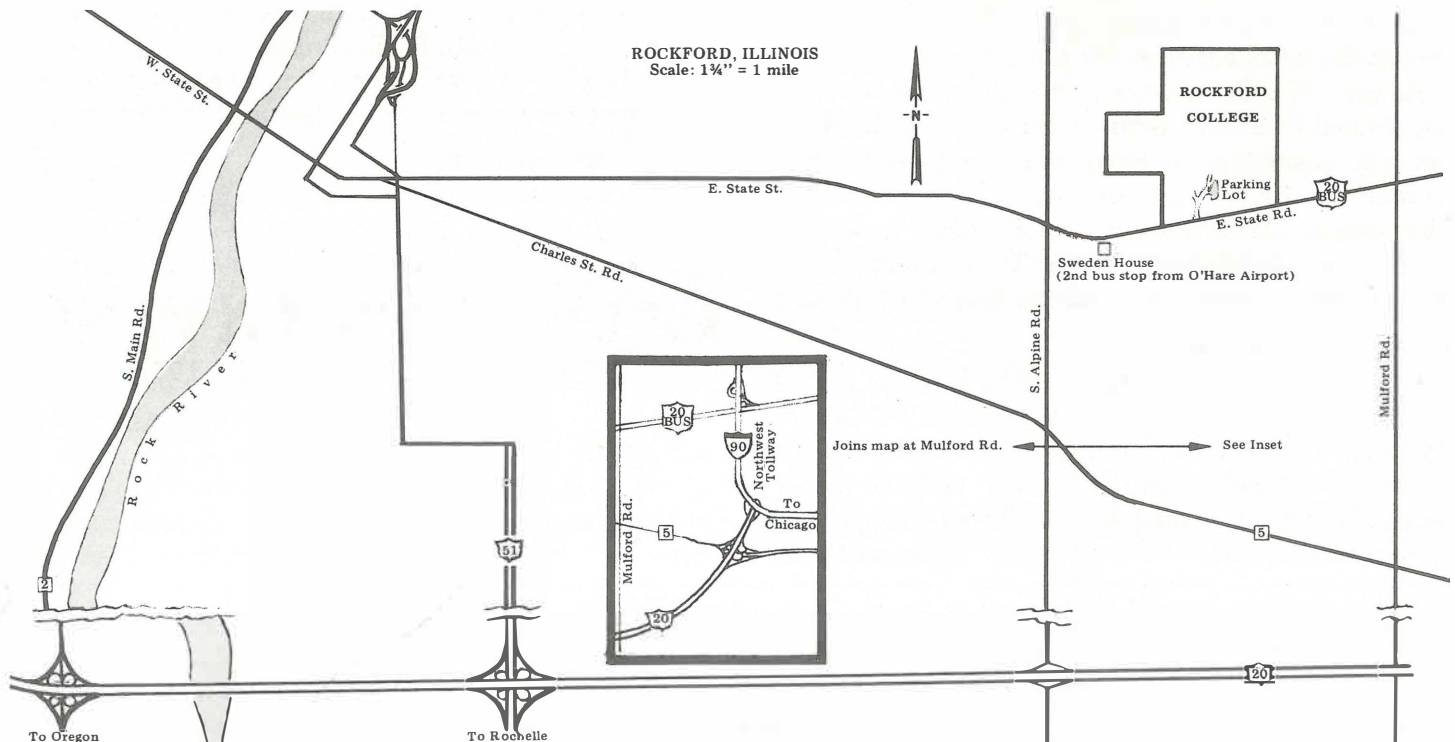 ROCKFORD, ILLINOIS
Scale: 1¾'' = 1 mile
W. State St.
-N-
ROCKFORD
COLLEGE
Parking
Lot
20
BUS
E. State St.
E. State Rd.
Charles St. Rd.
Sweden House
(2nd bus stop from O'Hare Airport)
S. Main Rd.
Rock River
S. Alpine Rd.
Mulford Rd.
20
BUS
90
Northwest
Tollway
To
Chicago
5
Mulford Rd.
20
Joins map at Mulford Rd.
See Inset
5
51
2
20
To Oregon
To Rochelle